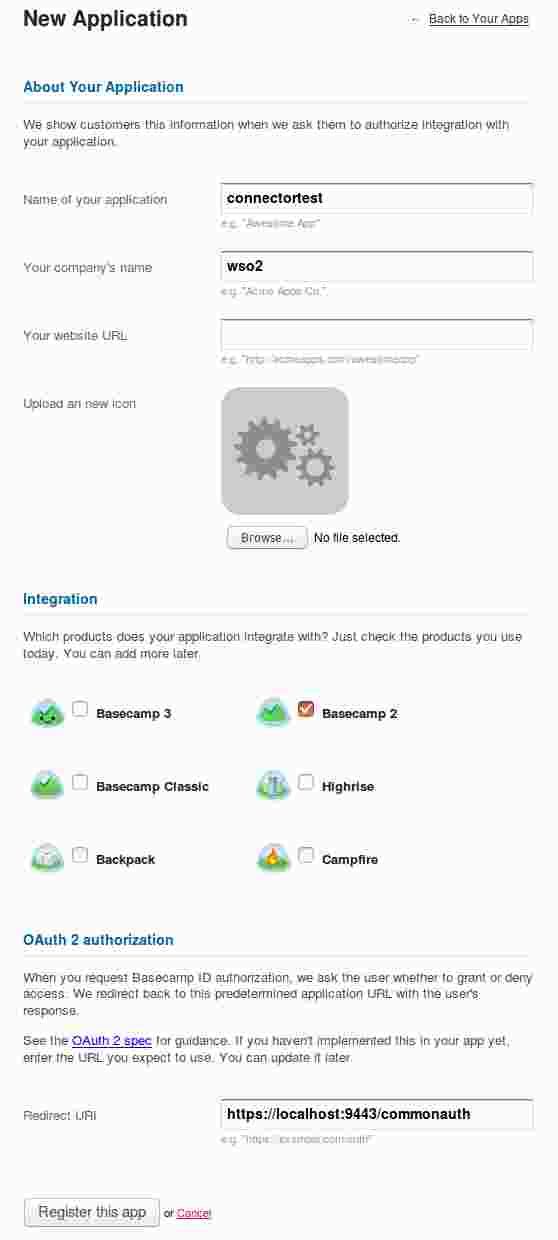 New Application
← Back to Your Apps
About Your Application
We show customers this information when we ask them to authorize integration with
your application.
Name of your application
connectortest
e.g. "Awesome App"
Your company's name
wso2
e.g. "Acme Apps Co."
Your website URL
e.g. "http://acmeapps.com/awesomeapp"
Upload an new icon
Browse... No file selected.
Integration
Which products does your application integrate with? Just check the products you use
today. You can add more later.
Basecamp 3
Basecamp 2
Basecamp Classic
Highrise
Backpack
Campfire
OAuth 2 authorization
When you request Basecamp ID authorization, we ask the user whether to grant or deny
access. We redirect back to this predetermined application URL with the user's
response.
See the OAuth 2 spec for guidance. If you haven't implemented this in your app yet,
enter the URL you expect to use. You can update it later.
Redirect URI
https://localhost:9443/commonauth
e.g. "https://example.com/auth"
Register this app or Cancel